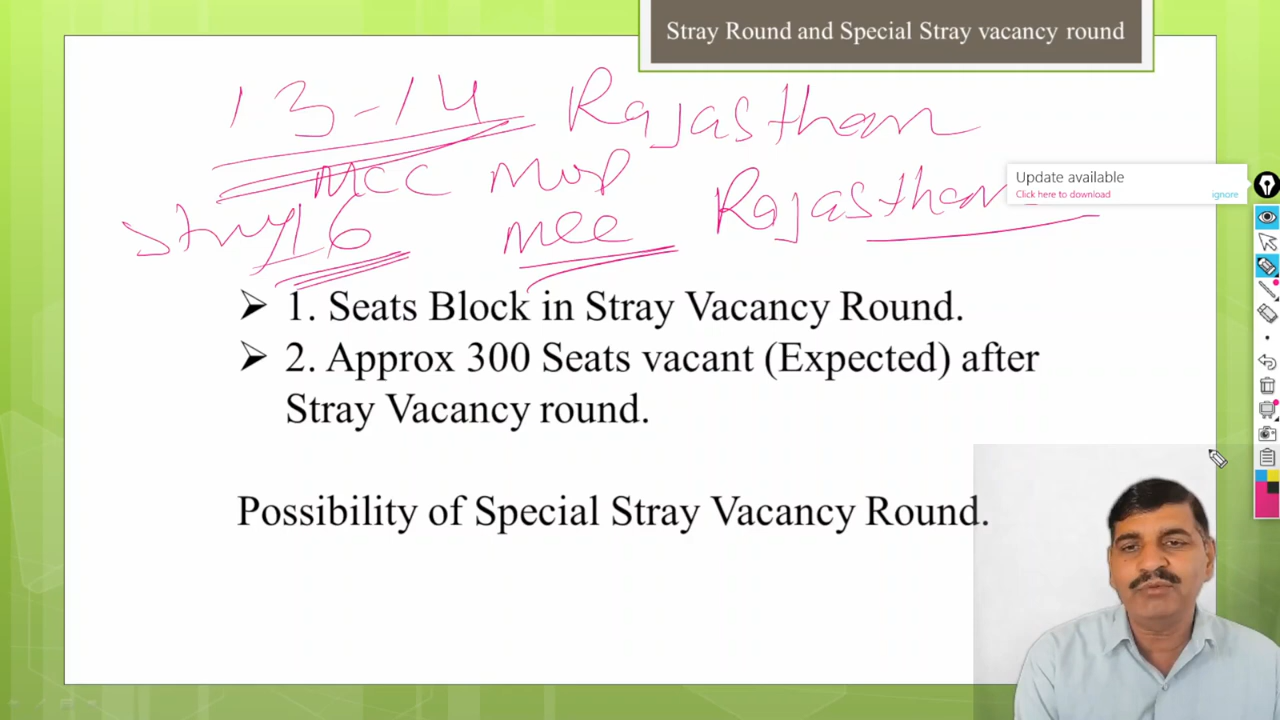 Stray Round and Special Stray vacancy round
13-14 Rajasthan
MCC Mop Rajasthan
Stray 16 MCC
Update available
Click here to download ignore
➤ 1. Seats Block in Stray Vacancy Round.
➤ 2. Approx 300 Seats vacant (Expected) after
Stray Vacancy round.
Possibility of Special Stray Vacancy Round.